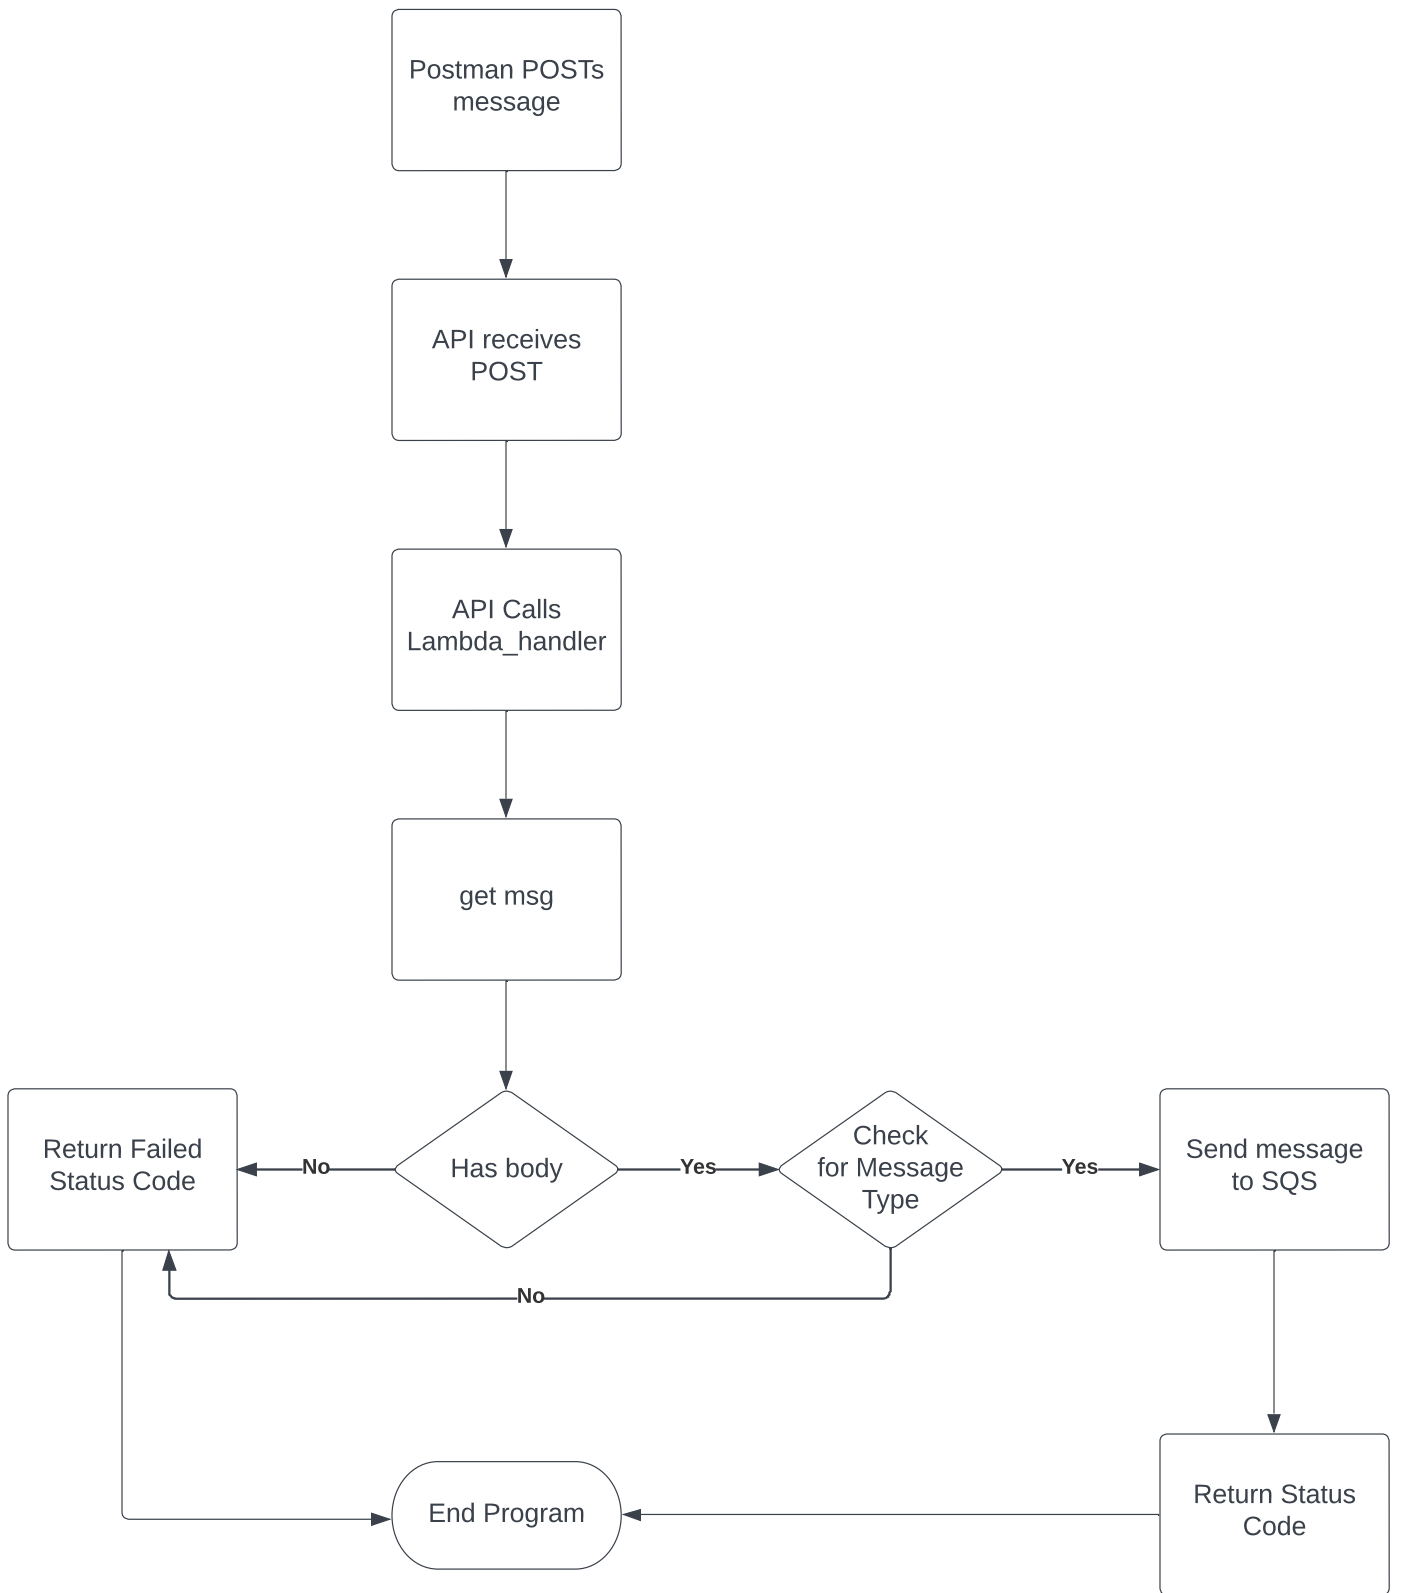 Postman POSTs
message
API receives
POST
API Calls
Lambda_handler
get msg
Return Failed
Status Code
No
Has body
Yes
Check
for Message
Type
Yes
Send message
to SQS
No
End Program
Return Status
Code